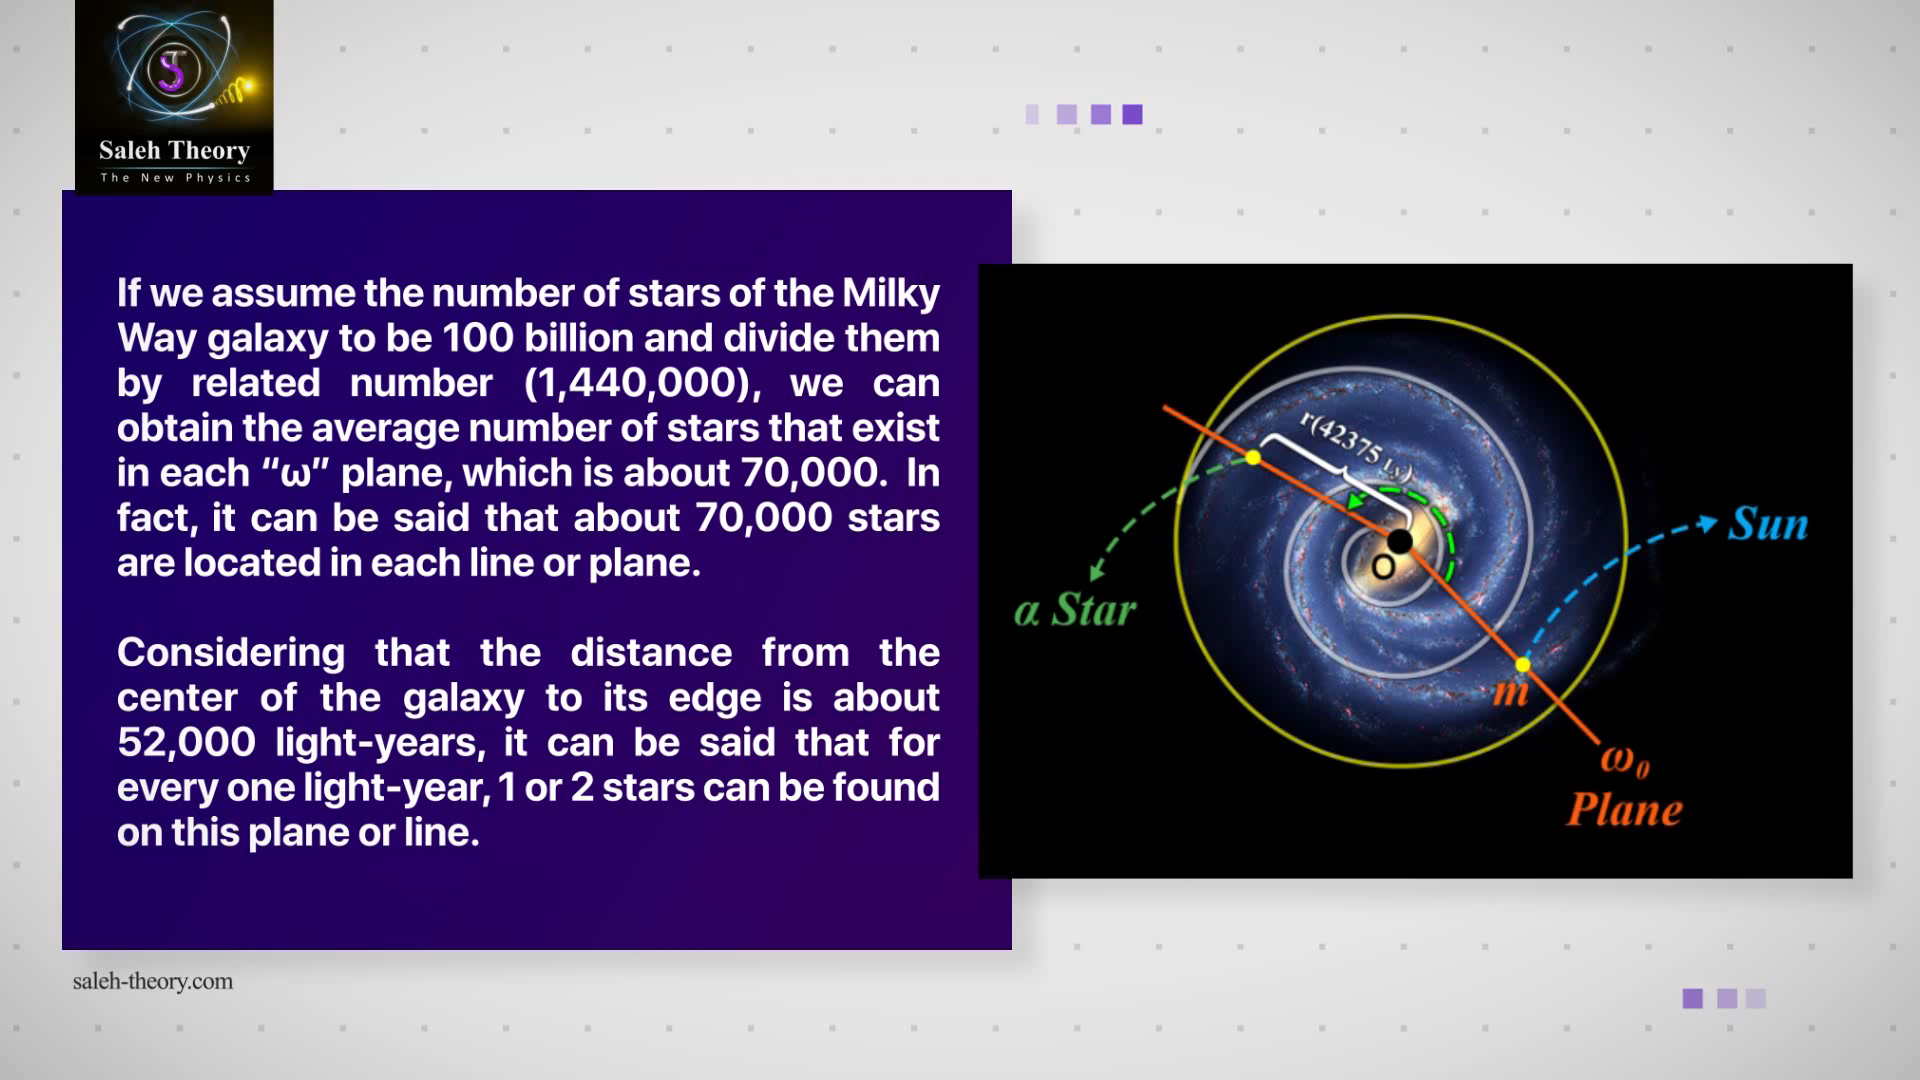 Saleh Theory
The New Physics
If we assume the number of stars of the Milky
Way galaxy to be 100 billion and divide them
by related number (1,440,000), we can
obtain the average number of stars that exist
in each “ω” plane, which is about 70,000. In
fact, it can be said that about 70,000 stars
are located in each line or plane.
Considering that the distance from the
center of the galaxy to its edge is about
52,000 light-years, it can be said that for
every one light-year, 1 or 2 stars can be found
on this plane or line.
r(42375 Ly)
Sun
O
α Star
m
ω₀
Plane
saleh-theory.com